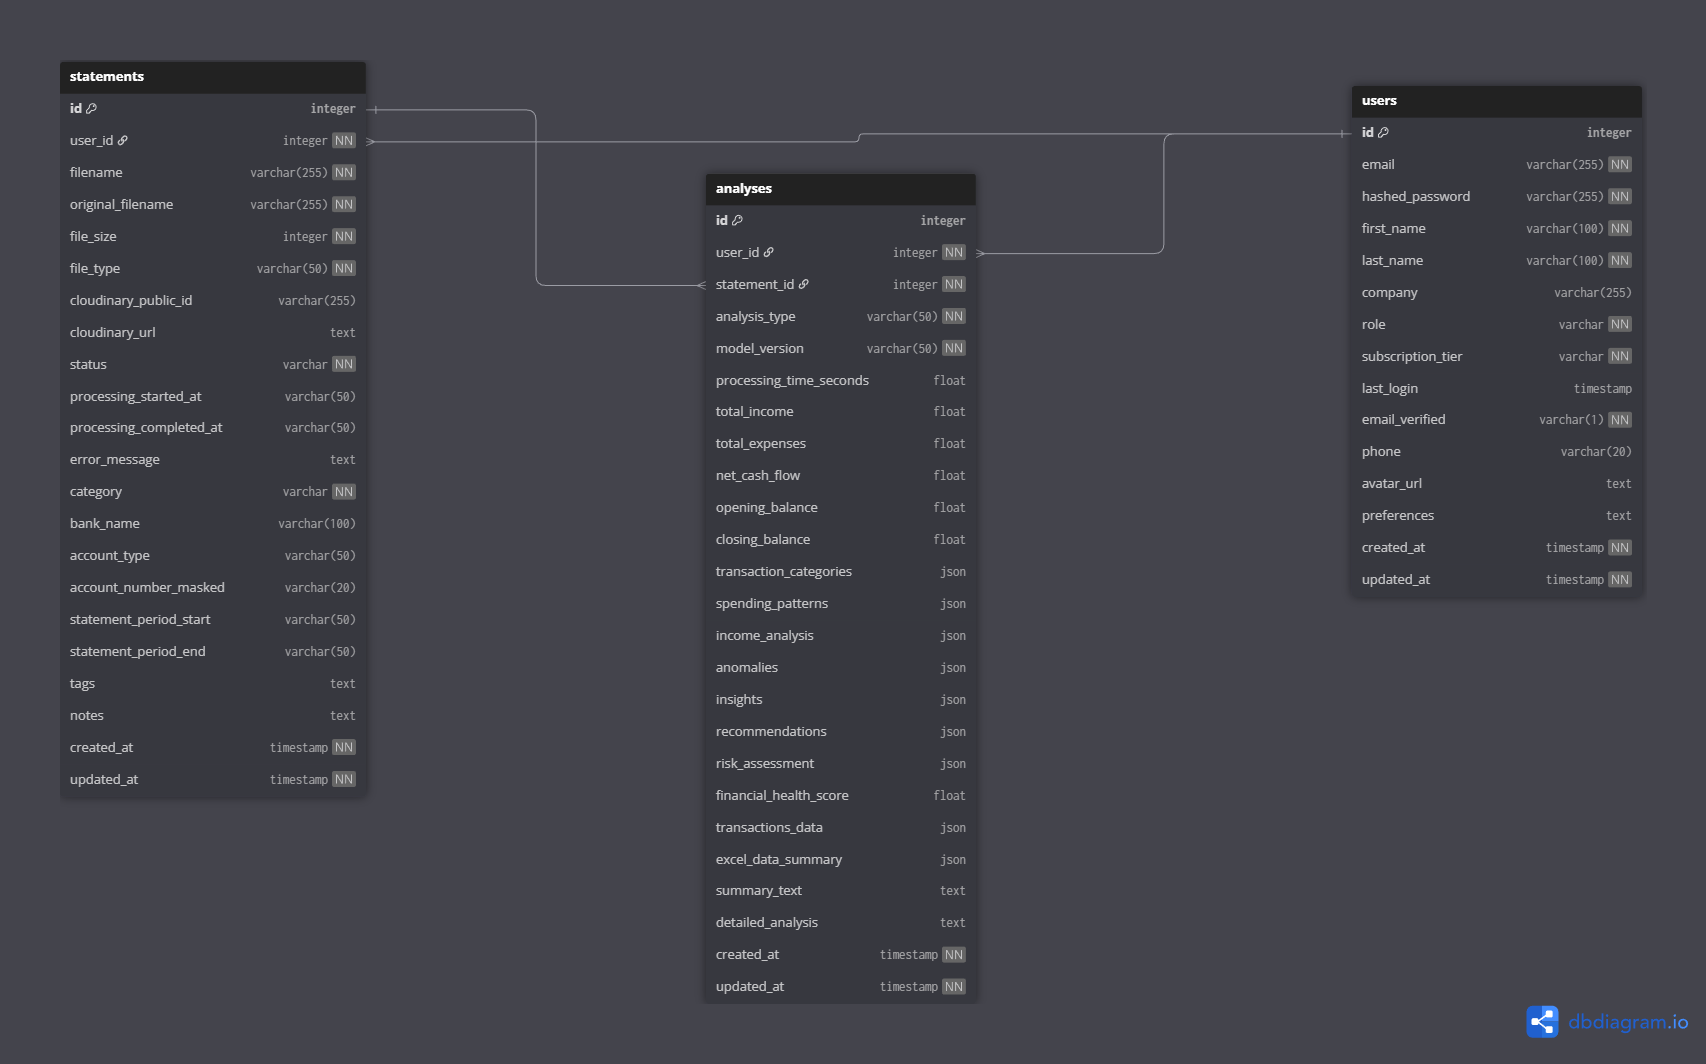 statements
id integer
user_id integer NN
filename varchar(255) NN
original_filename varchar(255) NN
file_size integer NN
file_type varchar(50) NN
cloudinary_public_id varchar(255)
cloudinary_url text
status varchar NN
processing_started_at varchar(50)
processing_completed_at varchar(50)
error_message text
category varchar NN
bank_name varchar(100)
account_type varchar(50)
account_number_masked varchar(20)
statement_period_start varchar(50)
statement_period_end varchar(50)
tags text
notes text
created_at timestamp NN
updated_at timestamp NN
analyses
id integer
user_id integer NN
statement_id integer NN
analysis_type varchar(50) NN
model_version varchar(50) NN
processing_time_seconds float
total_income float
total_expenses float
net_cash_flow float
opening_balance float
closing_balance float
transaction_categories json
spending_patterns json
income_analysis json
anomalies json
insights json
recommendations json
risk_assessment json
financial_health_score float
transactions_data json
excel_data_summary json
summary_text text
detailed_analysis text
created_at timestamp NN
updated_at timestamp NN
users
id integer
email varchar(255) NN
hashed_password varchar(255) NN
first_name varchar(100) NN
last_name varchar(100) NN
company varchar(255)
role varchar NN
subscription_tier varchar NN
last_login timestamp
email_verified varchar(1) NN
phone varchar(20)
avatar_url text
preferences text
created_at timestamp NN
updated_at timestamp NN
dbdiagram.io